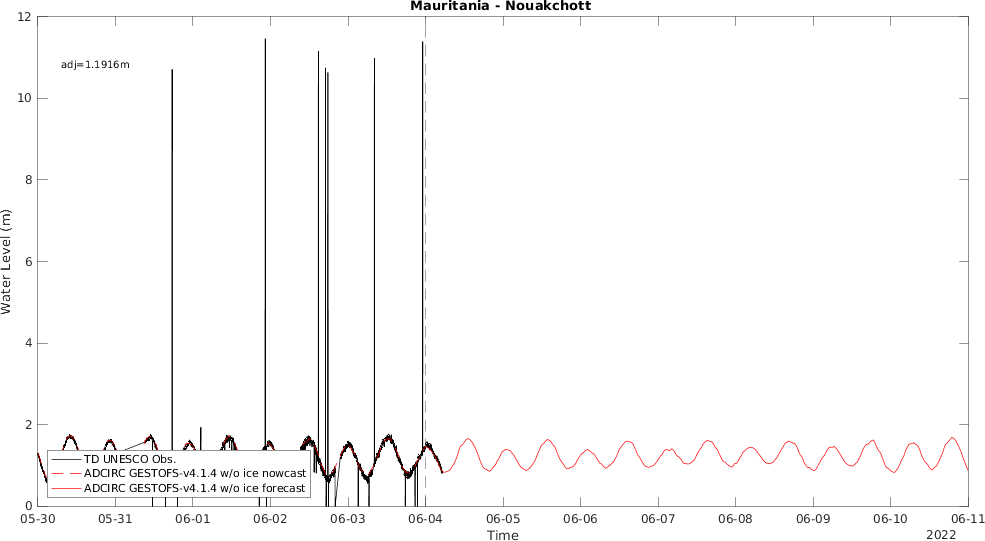 Mauritania - Nouakchott
12
adj=1.1916m
10
8
6
4
2
0
Water Level (m)
TD UNESCO Obs.
ADCIRC GESTOFS-v4.1.4 w/o ice nowcast
ADCIRC GESTOFS-v4.1.4 w/o ice forecast
05-30 05-31 06-01 06-02 06-03 06-04 06-05 06-06 06-07 06-08 06-09 06-10 06-11
Time
2022